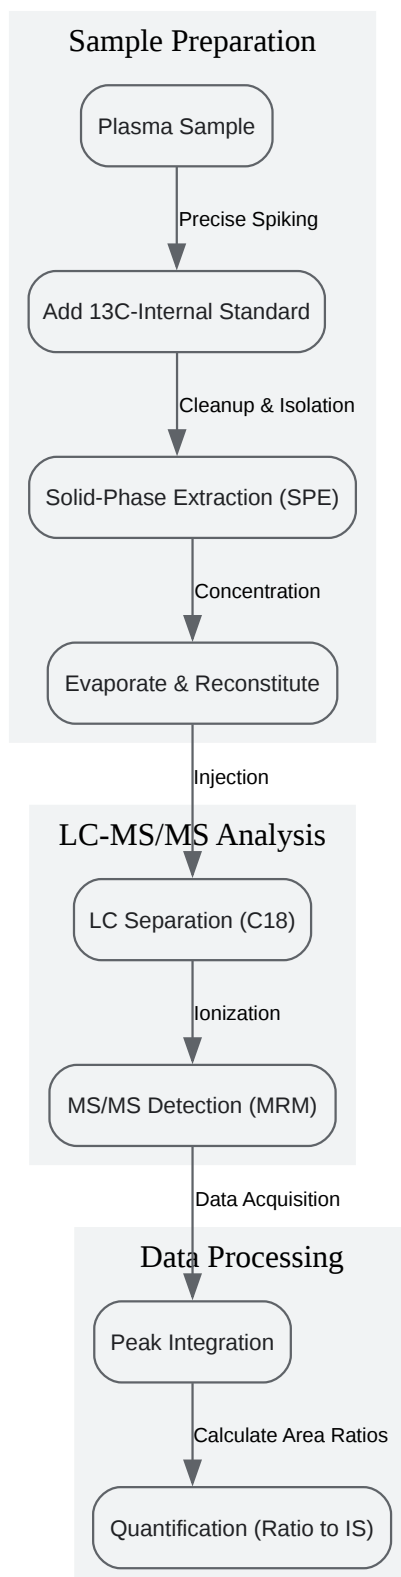 Sample Preparation
Plasma Sample
Precise Spiking
Add 13C-Internal Standard
Cleanup & Isolation
Solid-Phase Extraction (SPE)
Concentration
Evaporate & Reconstitute
Injection
LC-MS/MS Analysis
LC Separation (C18)
Ionization
MS/MS Detection (MRM)
Data Acquisition
Data Processing
Peak Integration
Calculate Area Ratios
Quantification (Ratio to IS)